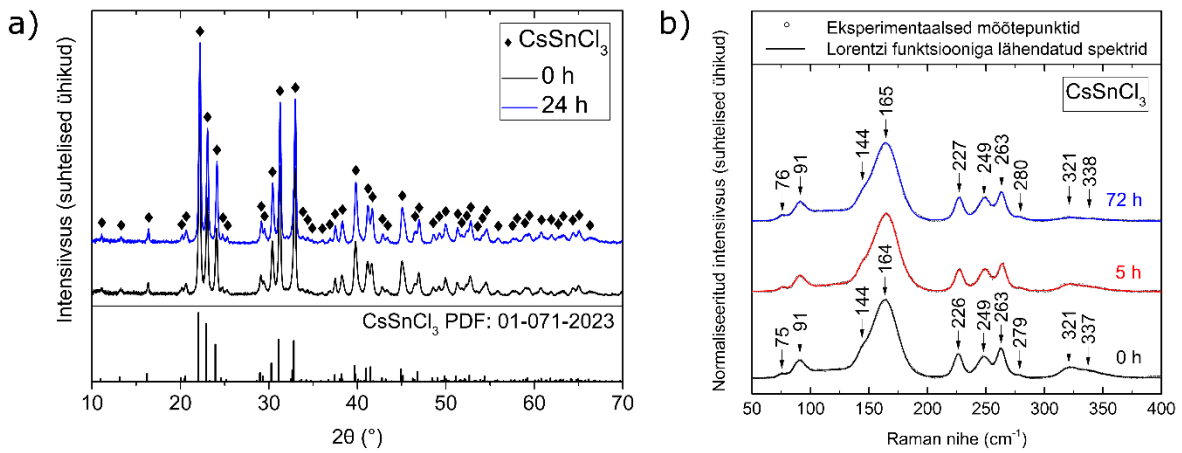 a)
Intensiivsus (suhtelised ühikud)
CsSnCl₃
0 h
24 h
CsSnCl₃ PDF: 01-071-2023
10 20 30 40 50 60 70
2θ (°)
b)
Eksperimentaalsed mõõtepunktid
Lorentzi funktsiooniga lähendatud spektrid
Normaliseeritud intensiivsus (suhtelised ühikud)
CsSnCl₃
76 91 144 165 227 249 263 280 321 338
72 h
5 h
75 91 144 164 226 249 263 279 321 337
0 h
50 100 150 200 250 300 350 400
Raman nihe (cm⁻¹)